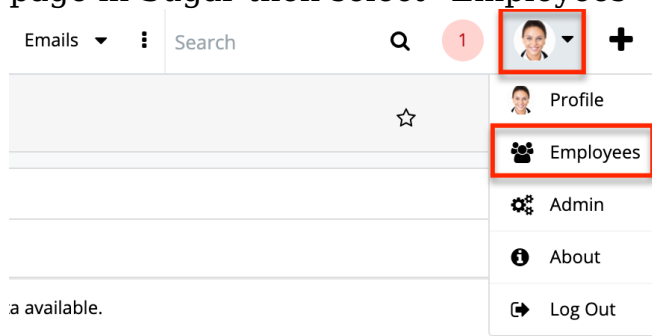 page in Sugar then select "Employees"
Emails
Search
1
Profile
Employees
Admin
About
a available.
Log Out